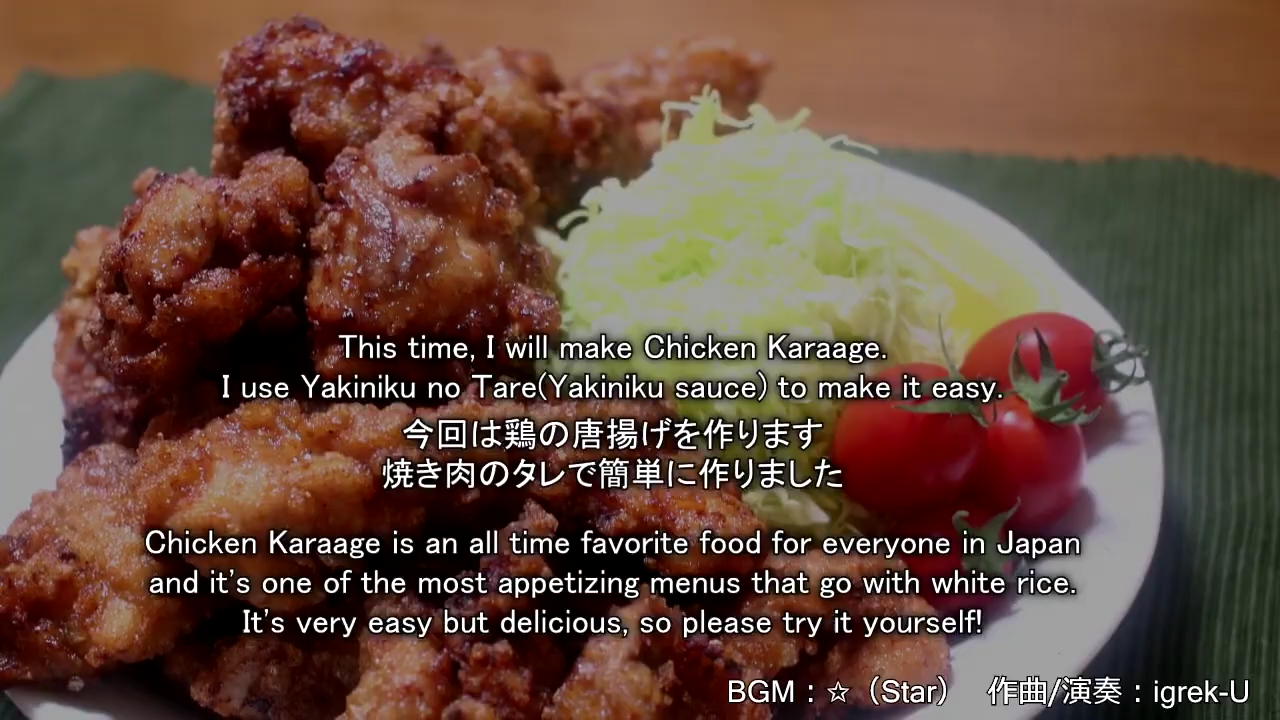 This time, I will make Chicken Karaage.
I use Yakiniku no Tare(Yakiniku sauce) to make it easy.
今回は鶏の唐揚げを作ります
焼き肉のタレで簡単に作りました
Chicken Karaage is an all time favorite food for everyone in Japan
and it's one of the most appetizing menus that go with white rice.
It's very easy but delicious, so please try it yourself!
BGM：☆（Star）　作曲/演奏：igrek-U